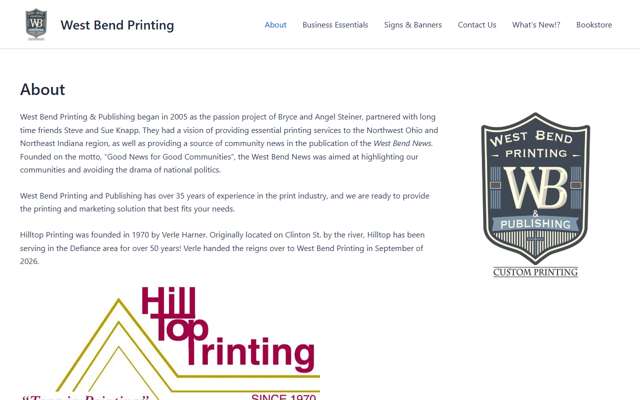 West Bend Printing
About
Business Essentials
Signs & Banners
Contact Us
What's New!?
Bookstore
About
West Bend Printing & Publishing began in 2005 as the passion project of Bryce and Angel Steiner, partnered with long
time friends Steve and Sue Knapp. They had a vision of providing essential printing services to the Northwest Ohio and
Northeast Indiana region, as well as providing a source of community news in the publication of the West Bend News.
Founded on the motto, "Good News for Good Communities", the West Bend News was aimed at highlighting our
communities and avoiding the drama of national politics.
West Bend Printing and Publishing has over 35 years of experience in the print industry, and we are ready to provide
the printing and marketing solution that best fits your needs.
Hilltop Printing was founded in 1970 by Verle Harner. Originally located on Clinton St. by the river, Hilltop has been
serving in the Defiance area for over 50 years! Verle handed the reigns over to West Bend Printing in September of
2026.
WEST BEND
PRINTING
WB
&
PUBLISHING
CUSTOM PRINTING
Hill
Top
Printing
SINCE 1970